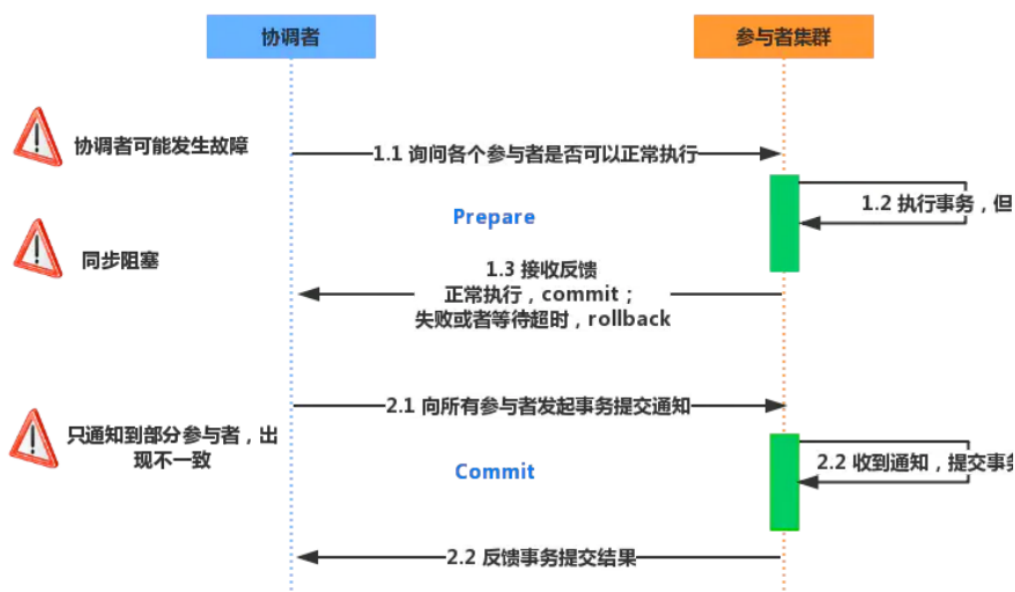 协调者
参与者集群
协调者可能发生故障
1.1 询问各个参与者是否可以正常执行
1.2 执行事务，但
Prepare
同步阻塞
1.3 接收反馈
正常执行，commit；
失败或者等待超时，rollback
2.1 向所有参与者发起事务提交通知
只通知到部分参与者，出
现不一致
2.2 收到通知，提交事务
Commit
2.2 反馈事务提交结果